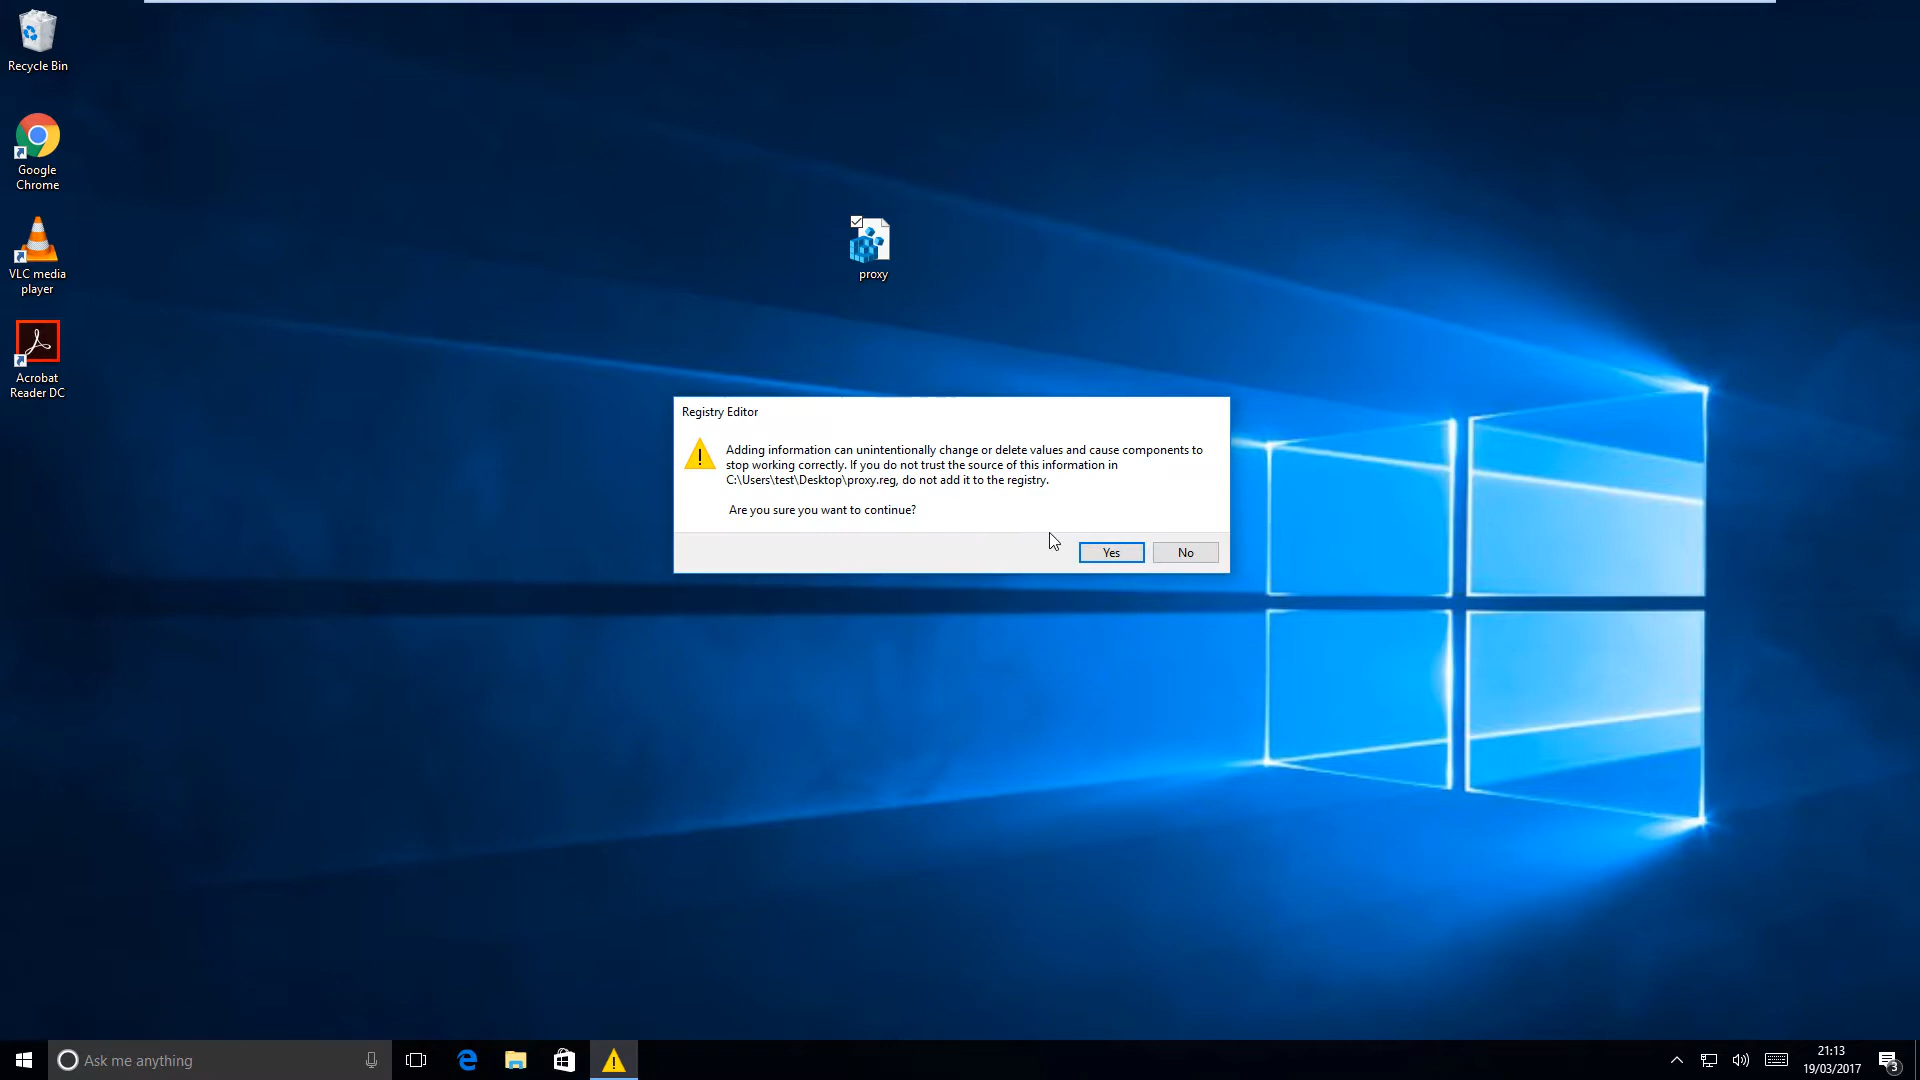 Recycle Bin
Google
Chrome
VLC media
player
Acrobat
Reader DC
proxy
Registry Editor
Adding information can unintentionally change or delete values and cause components to
stop working correctly. If you do not trust the source of this information in
C:\Users\test\Desktop\proxy.reg, do not add it to the registry.
Are you sure you want to continue?
Yes
No
Ask me anything
21:13
19/03/2017
3